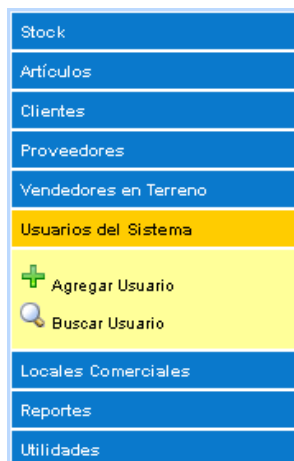 Stock
Artículos
Clientes
Proveedores
Vendedores en Terreno
Usuarios del Sistema
Agregar Usuario
Buscar Usuario
Locales Comerciales
Reportes
Utilidades